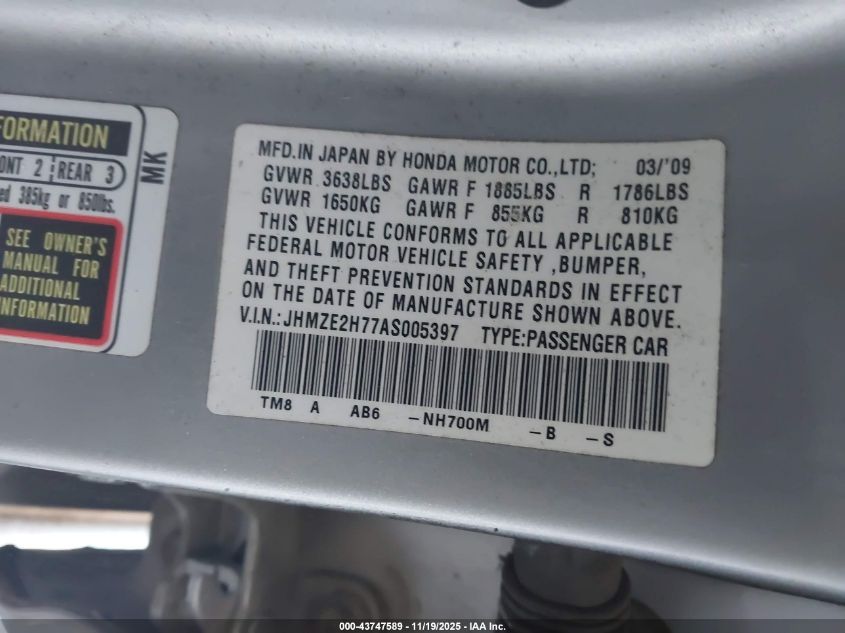 FORMATION
ONT 2 REAR 3
ed 385kg or 850lbs.
SEE OWNER'S
MANUAL FOR
ADDITIONAL
INFORMATION
MK
MFD.IN JAPAN BY HONDA MOTOR CO.,LTD; 03/'09
GVWR 3638LBS GAWR F 1885LBS R 1786LBS
GVWR 1650KG GAWR F 855KG R 810KG
THIS VEHICLE CONFORMS TO ALL APPLICABLE
FEDERAL MOTOR VEHICLE SAFETY ,BUMPER,
AND THEFT PREVENTION STANDARDS IN EFFECT
ON THE DATE OF MANUFACTURE SHOWN ABOVE.
V.I.N.:JHMZE2H77AS005397 TYPE:PASSENGER CAR
TM8 A AB6 -NH700M -B -S
000-43747589 - 11/19/2025 - IAA Inc.